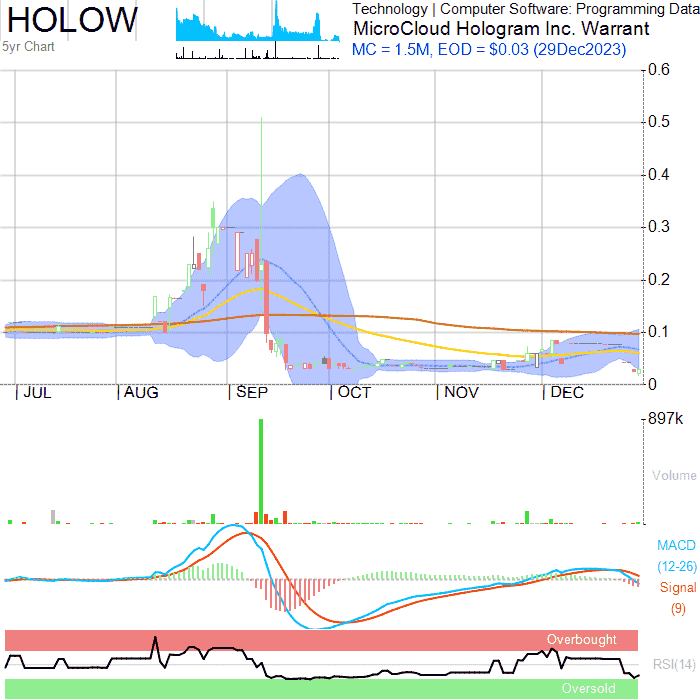 HOLOW
5yr Chart
Technology | Computer Software: Programming Data
MicroCloud Hologram Inc. Warrant
MC = 1.5M, EOD = $0.03 (29Dec2023)
0.6
0.5
0.4
0.3
0.2
0.1
0
JUL AUG SEP OCT NOV DEC
897k
Volume
MACD
(12-26)
Signal
(9)
Overbought
RSI(14)
Oversold